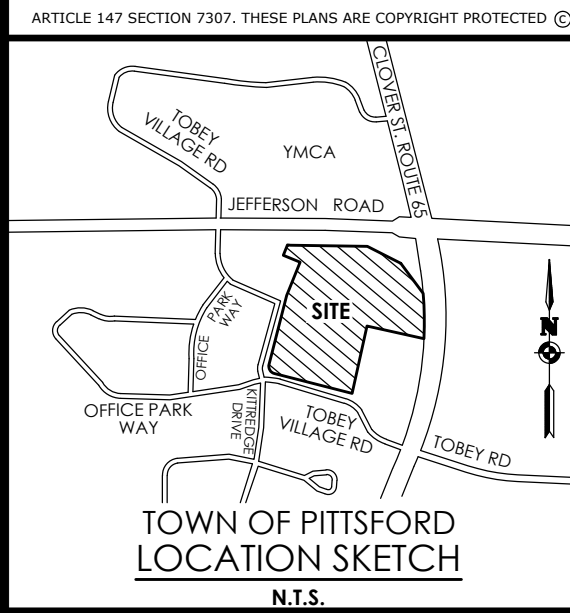 ARTICLE 147 SECTION 7307. THESE PLANS ARE COPYRIGHT PROTECTED ©
CLOVER ST. ROUTE 65
TOBEY
VILLAGE RD
YMCA
JEFFERSON ROAD
SITE
OFFICE
PARK
WAY
N
OFFICE PARK
WAY
KITTREDGE
DRIVE
TOBEY
VILLAGE RD
TOBEY RD
TOWN OF PITTSFORD
LOCATION SKETCH
N.T.S.